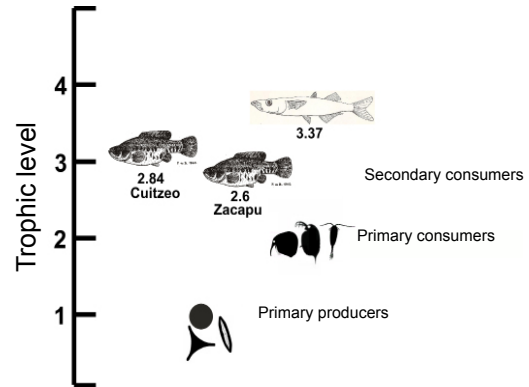 Trophic level
4
3.37
3
2.84
Cuitzeo
2.6
Zacapu
Secondary consumers
2
Primary consumers
1
Primary producers